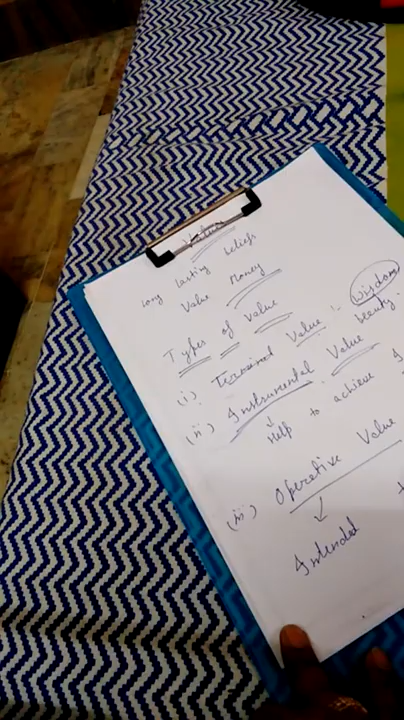 Value
Long lasting beliefs
Value Money
Types of value
(i) Terminal Value :- Wisdom
beauty.
(ii) Instrumental Value
Help to achieve
(iii) Operative Value
Intended